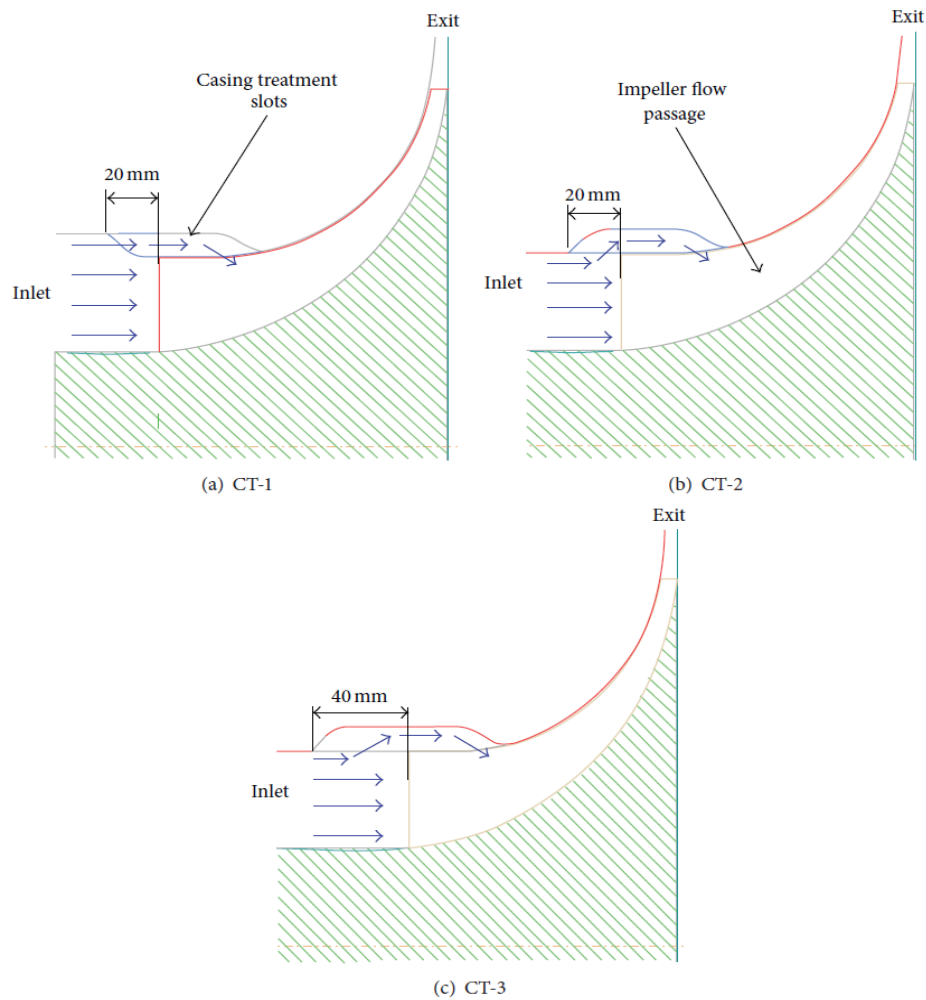 Exit
Casing treatment
slots
20 mm
Inlet
(a) CT-1
Exit
Impeller flow
passage
20 mm
Inlet
(b) CT-2
Exit
40 mm
Inlet
(c) CT-3